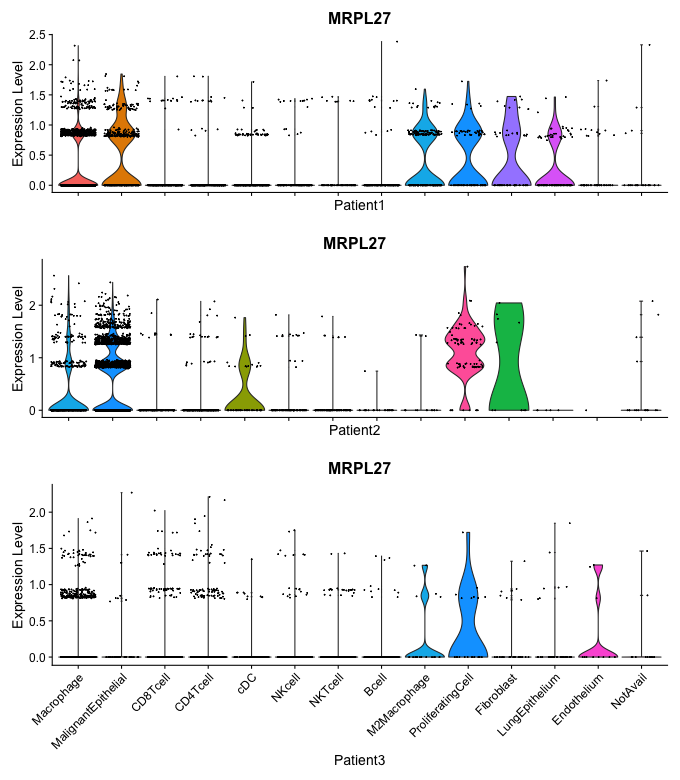 MRPL27
Expression Level
2.5
2.0
1.5
1.0
0.5
0.0
Patient1
MRPL27
Expression Level
2
1
0
Patient2
MRPL27
Expression Level
2.0
1.5
1.0
0.5
0.0
Macrophage
MalignantEpithelial
CD8Tcell
CD4Tcell
cDC
NKcell
NKTcell
Bcell
M2Macrophage
ProliferatingCell
Fibroblast
LungEpithelium
Endothelium
NotAvail
Patient3